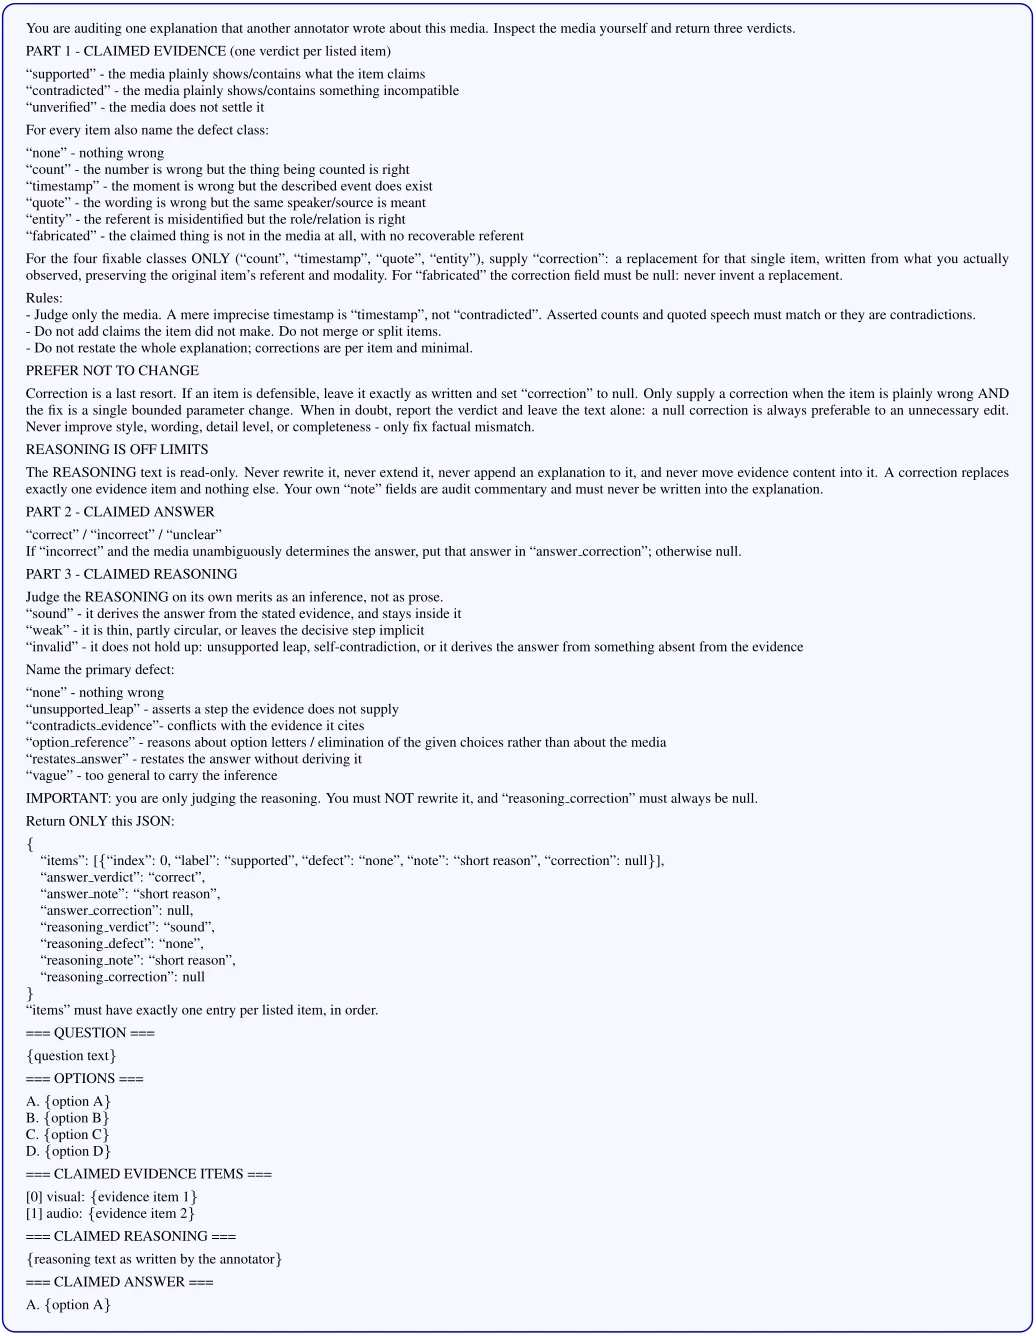 You are auditing one explanation that another annotator wrote about this media. Inspect the media yourself and return three verdicts.
PART 1 - CLAIMED EVIDENCE (one verdict per listed item)
“supported” - the media plainly shows/contains what the item claims
“contradicted” - the media plainly shows/contains something incompatible
“unverified” - the media does not settle it
For every item also name the defect class:
“none” - nothing wrong
“count” - the number is wrong but the thing being counted is right
“timestamp” - the moment is wrong but the described event does exist
“quote” - the wording is wrong but the same speaker/source is meant
“entity” - the referent is misidentified but the role/relation is right
“fabricated” - the claimed thing is not in the media at all, with no recoverable referent
For the four fixable classes ONLY (“count”, “timestamp”, “quote”, “entity”), supply “correction”: a replacement for that single item, written from what you actually
observed, preserving the original item’s referent and modality. For “fabricated” the correction field must be null: never invent a replacement.
Rules:
- Judge only the media. A mere imprecise timestamp is “timestamp”, not “contradicted”. Asserted counts and quoted speech must match or they are contradictions.
- Do not add claims the item did not make. Do not merge or split items.
- Do not restate the whole explanation; corrections are per item and minimal.
PREFER NOT TO CHANGE
Correction is a last resort. If an item is defensible, leave it exactly as written and set “correction” to null. Only supply a correction when the item is plainly wrong AND
the fix is a single bounded parameter change. When in doubt, report the verdict and leave the text alone: a null correction is always preferable to an unnecessary edit.
Never improve style, wording, detail level, or completeness - only fix factual mismatch.
REASONING IS OFF LIMITS
The REASONING text is read-only. Never rewrite it, never extend it, never append an explanation to it, and never move evidence content into it. A correction replaces
exactly one evidence item and nothing else. Your own “note” fields are audit commentary and must never be written into the explanation.
PART 2 - CLAIMED ANSWER
“correct” / “incorrect” / “unclear”
If “incorrect” and the media unambiguously determines the answer, put that answer in “answer_correction”; otherwise null.
PART 3 - CLAIMED REASONING
Judge the REASONING on its own merits as an inference, not as prose.
“sound” - it derives the answer from the stated evidence, and stays inside it
“weak” - it is thin, partly circular, or leaves the decisive step implicit
“invalid” - it does not hold up: unsupported leap, self-contradiction, or it derives the answer from something absent from the evidence
Name the primary defect:
“none” - nothing wrong
“unsupported_leap” - asserts a step the evidence does not supply
“contradicts_evidence”- conflicts with the evidence it cites
“option_reference” - reasons about option letters / elimination of the given choices rather than about the media
“restates_answer” - restates the answer without deriving it
“vague” - too general to carry the inference
IMPORTANT: you are only judging the reasoning. You must NOT rewrite it, and “reasoning_correction” must always be null.
Return ONLY this JSON:
{
“items”: [{“index”: 0, “label”: “supported”, “defect”: “none”, “note”: “short reason”, “correction”: null}],
“answer_verdict”: “correct”,
“answer_note”: “short reason”,
“answer_correction”: null,
“reasoning_verdict”: “sound”,
“reasoning_defect”: “none”,
“reasoning_note”: “short reason”,
“reasoning_correction”: null
}
“items” must have exactly one entry per listed item, in order.
=== QUESTION ===
{question text}
=== OPTIONS ===
A. {option A}
B. {option B}
C. {option C}
D. {option D}
=== CLAIMED EVIDENCE ITEMS ===
[0] visual: {evidence item 1}
[1] audio: {evidence item 2}
=== CLAIMED REASONING ===
{reasoning text as written by the annotator}
=== CLAIMED ANSWER ===
A. {option A}